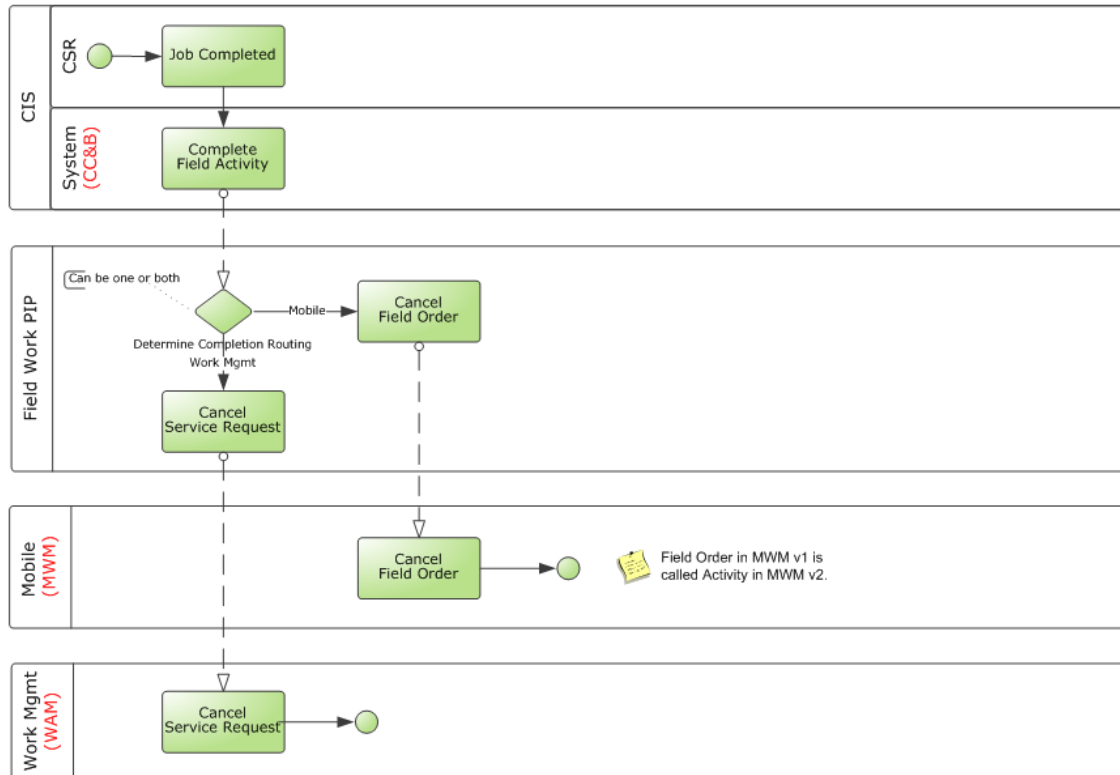 CIS
CSR
Job Completed
System
(CC&B)
Complete
Field Activity
Field Work PIP
Can be one or both
Mobile
Cancel
Field Order
Determine Completion Routing
Work Mgmt
Cancel
Service Request
Mobile
(MWM)
Cancel
Field Order
Field Order in MWM v1 is
called Activity in MWM v2.
Work Mgmt
(WAM)
Cancel
Service Request